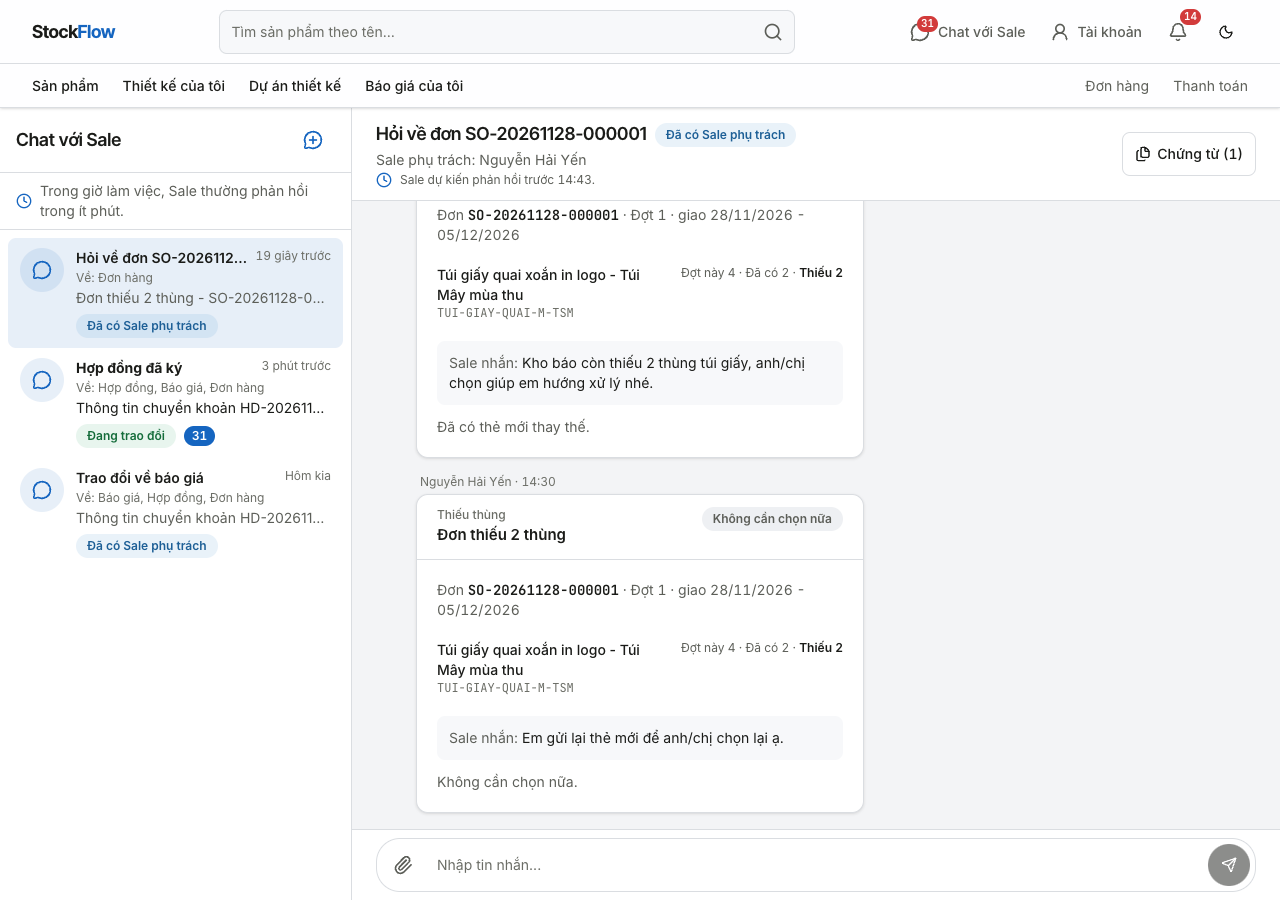 StockFlow
Tìm sản phẩm theo tên...
31
Chat với Sale
Tài khoản
14
Sản phẩm
Thiết kế của tôi
Dự án thiết kế
Báo giá của tôi
Đơn hàng
Thanh toán
Chat với Sale
Trong giờ làm việc, Sale thường phản hồi
trong ít phút.
Hỏi về đơn SO-2026112...
19 giây trước
Về: Đơn hàng
Đơn thiếu 2 thùng - SO-20261128-0...
Đã có Sale phụ trách
Hợp đồng đã ký
3 phút trước
Về: Hợp đồng, Báo giá, Đơn hàng
Thông tin chuyển khoản HD-202611...
Đang trao đổi
31
Trao đổi về báo giá
Hôm kia
Về: Báo giá, Hợp đồng, Đơn hàng
Thông tin chuyển khoản HD-202611...
Đã có Sale phụ trách
Hỏi về đơn SO-20261128-000001
Đã có Sale phụ trách
Sale phụ trách: Nguyễn Hải Yến
Sale dự kiến phản hồi trước 14:43.
Chứng từ (1)
Đơn SO-20261128-000001 · Đợt 1 · giao 28/11/2026 -
05/12/2026
Túi giấy quai xoắn in logo - Túi
Mây mùa thu
Đợt này 4 · Đã có 2 · Thiếu 2
TUI-GIAY-QUAI-M-TSM
Sale nhắn: Kho báo còn thiếu 2 thùng túi giấy, anh/chị
chọn giúp em hướng xử lý nhé.
Đã có thẻ mới thay thế.
Nguyễn Hải Yến · 14:30
Thiếu thùng
Đơn thiếu 2 thùng
Không cần chọn nữa
Đơn SO-20261128-000001 · Đợt 1 · giao 28/11/2026 -
05/12/2026
Túi giấy quai xoắn in logo - Túi
Mây mùa thu
Đợt này 4 · Đã có 2 · Thiếu 2
TUI-GIAY-QUAI-M-TSM
Sale nhắn: Em gửi lại thẻ mới để anh/chị chọn lại ạ.
Không cần chọn nữa.
Nhập tin nhắn...